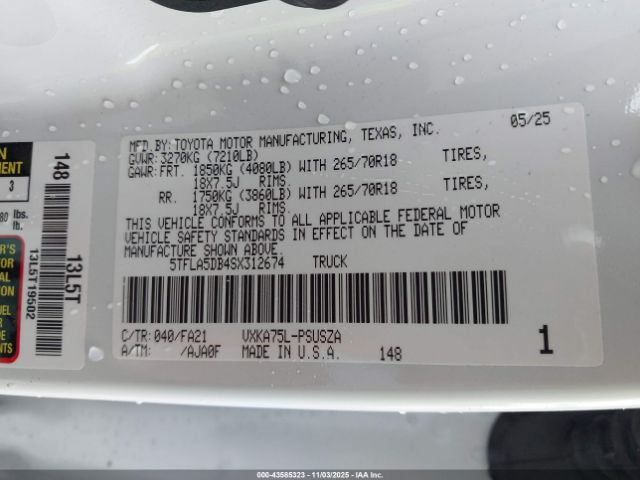 MFD.BY: TOYOTA MOTOR MANUFACTURING, TEXAS, INC. 05/25
GVWR: 3270KG (7210LB)
GAWR: FRT. 1850KG (4080LB) WITH 265/70R18 TIRES,
18X7.5J RIMS.
RR. 1750KG (3860LB) WITH 265/70R18 TIRES,
18X7.5J RIMS.
THIS VEHICLE CONFORMS TO ALL APPLICABLE FEDERAL MOTOR
VEHICLE SAFETY STANDARDS IN EFFECT ON THE DATE OF
MANUFACTURE SHOWN ABOVE.
5TFLA5DB4SX312674 TRUCK
C/TR: 040/FA21 VXKA75L-PSUSZA
A/TM: /AJA0F MADE IN U.S.A. 148 1
148 13L5T
13L5T19502
3
80 lbs.
lb.
000-43585323 - 11/03/2025 - IAA Inc.